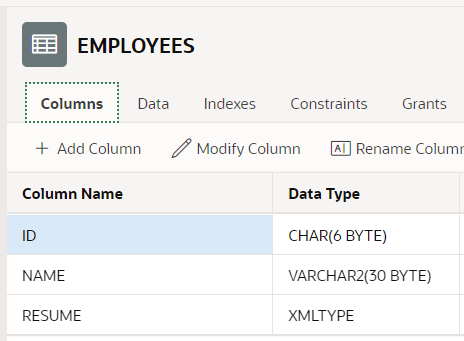 EMPLOYEES
Columns Data Indexes Constraints Grants
Add Column Modify Column A Rename Column
Column Name Data Type
ID CHAR(6 BYTE)
NAME VARCHAR2(30 BYTE)
RESUME XMLTYPE